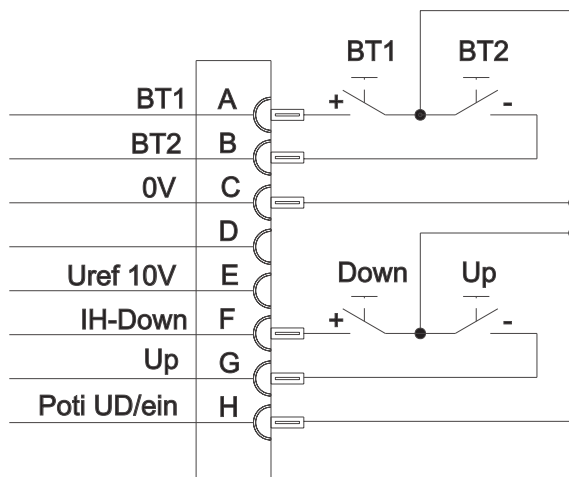 BT1 BT2
BT1 A + -
BT2 B
0V C
D
Uref 10V E Down Up
IH-Down F + -
Up G
Poti UD/ein H